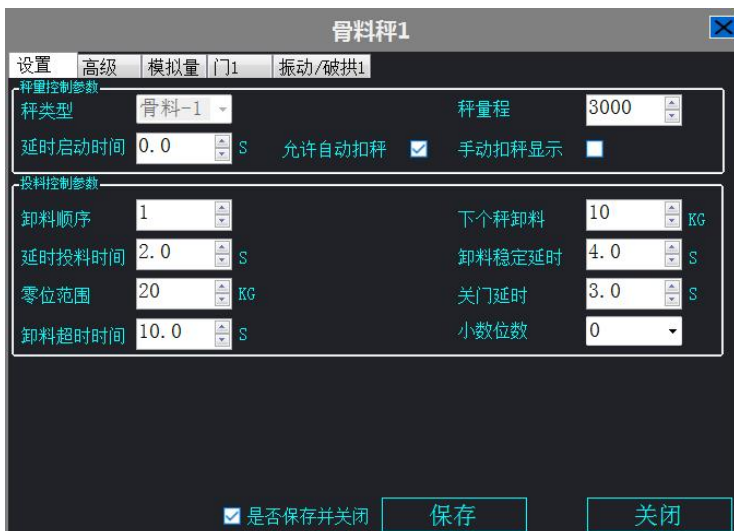 骨料秤1
设置 高级 模拟量 门1 振动/破拱1
秤重控制参数
秤类型 骨料-1 秤量程 3000
延时启动时间 0.0 S 允许自动扣秤 手动扣秤显示
投料控制参数
卸料顺序 1 下个秤卸料 10 KG
延时投料时间 2.0 S 卸料稳定延时 4.0 S
零位范围 20 KG 关门延时 3.0 S
卸料超时时间 10.0 S 小数位数 0
是否保存并关闭 保存 关闭